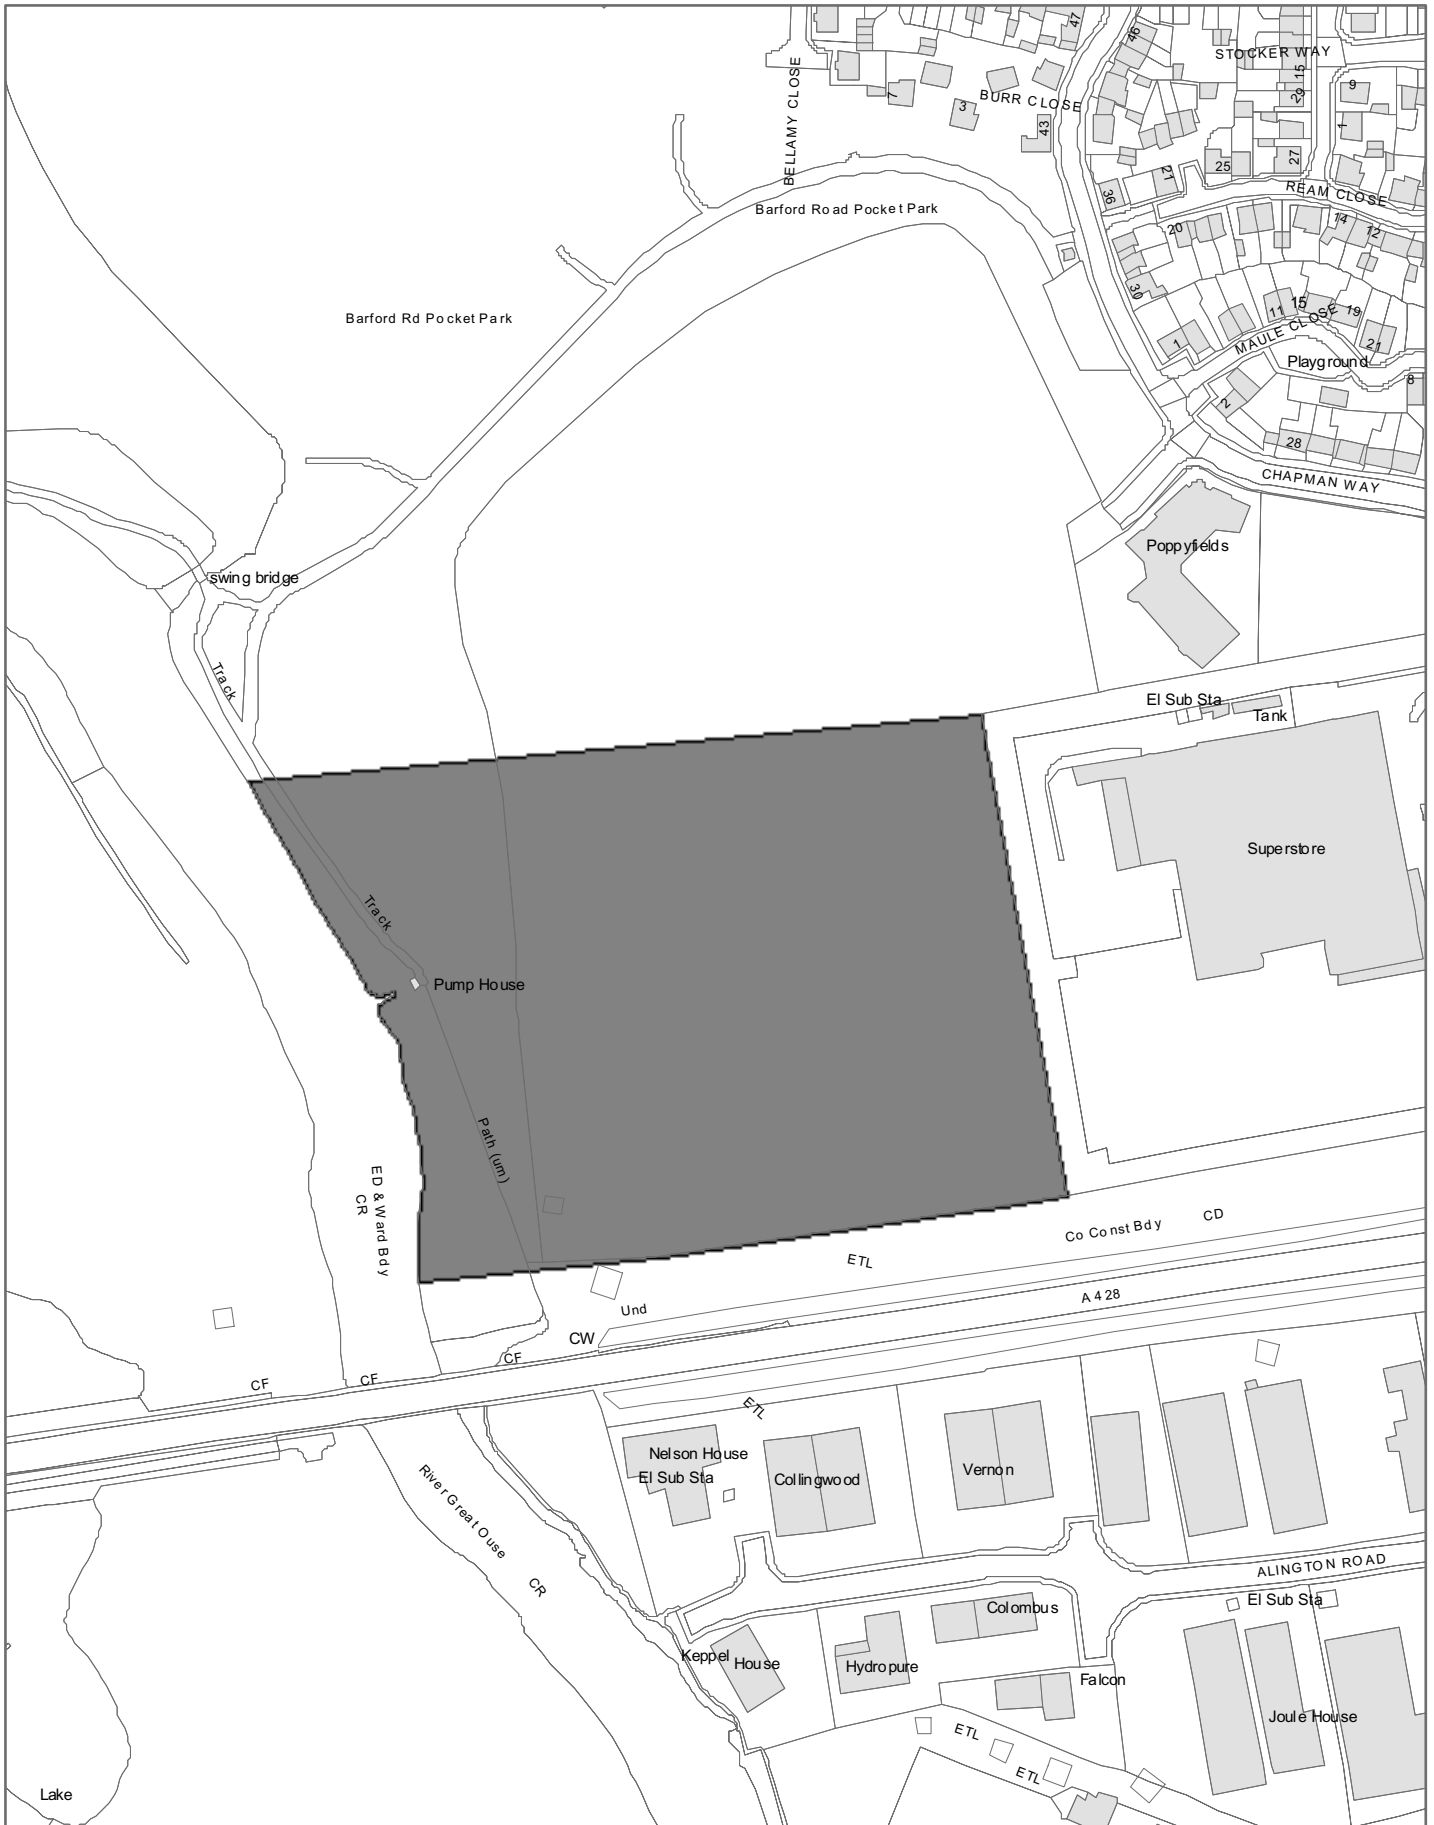 47
46
STOCKER WAY
BELLAMY CLOSE
7
3
BURR CLOSE
43
15
29
9
1
25
27
21
36
REAM CLOSE
Barford Road Pocket Park
20
14
12
30
Barford Rd Pocket Park
11
15
19
MAULE CLOSE
1
21
Playground
8
2
28
CHAPMAN WAY
Poppyfields
swing bridge
Track
El Sub Sta
Tank
Superstore
Track
Pump House
Path (um)
ED & Ward Bdy
CR
Co Const Bdy
CD
ETL
Und
A 428
CW
CF
CF
CF
ETL
Nelson House
El Sub Sta
Collingwood
Vernon
River Great Ouse
CR
ALINGTON ROAD
El Sub Sta
Colombus
Keppel House
Hydropure
Falcon
Joule House
ETL
ETL
Lake